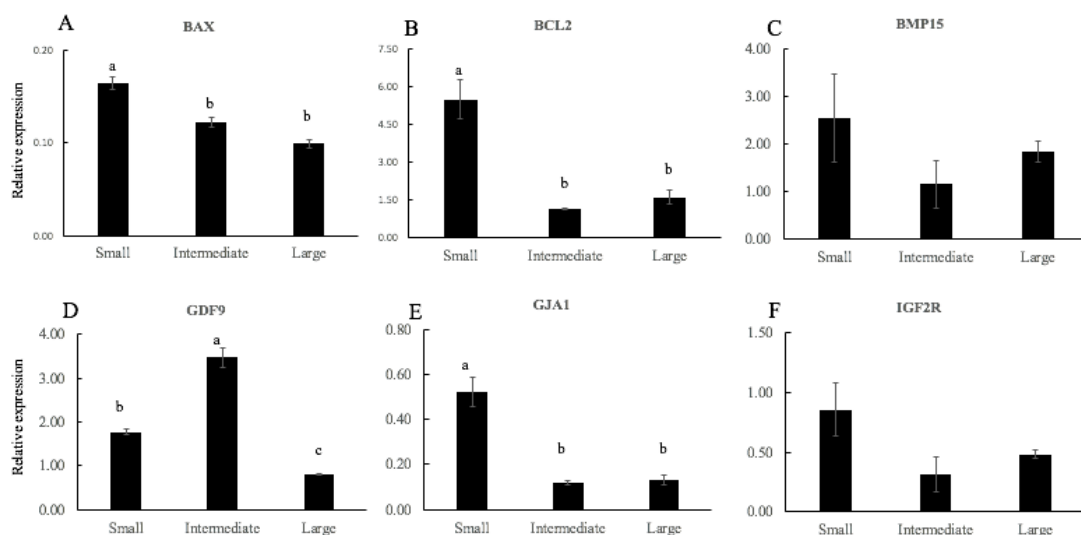 A
BAX
Relative expression
0.20
0.10
0.00
a
b
b
Small Intermediate Large
B
BCL2
7.50
6.00
4.50
3.00
1.50
0.00
a
b
b
Small Intermediate Large
C
BMP15
4.00
3.00
2.00
1.00
0.00
Small Intermediate Large
D
GDF9
Relative expression
4.00
3.00
2.00
1.00
0.00
b
a
c
Small Intermediate Large
E
GJA1
0.80
0.60
0.40
0.20
0.00
a
b
b
Small Intermediate Large
F
IGF2R
1.50
1.00
0.50
0.00
Small Intermediate Large